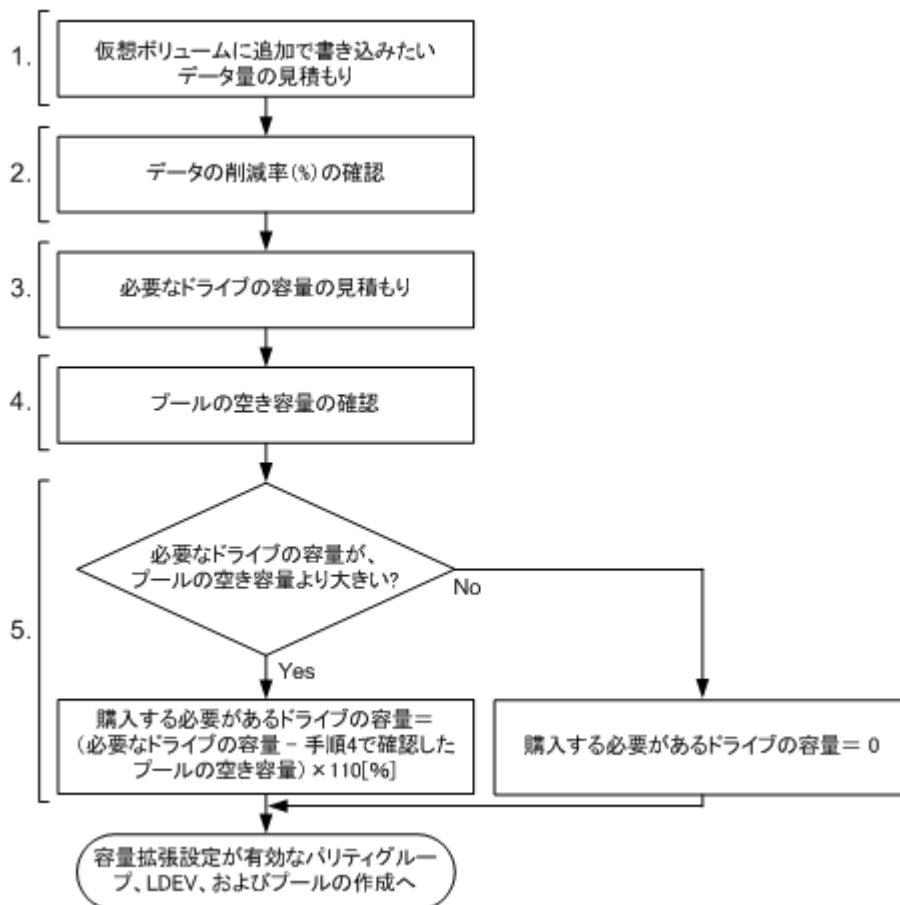 1.
仮想ボリュームに追加で書き込みたい
データ量の見積もり
2.
データの削減率(%)の確認
3.
必要なドライブの容量の見積もり
4.
プールの空き容量の確認
5.
必要なドライブの容量が、
プールの空き容量より大きい?
No
Yes
購入する必要があるドライブの容量=
(必要なドライブの容量 - 手順4で確認した
プールの空き容量)×110[%]
購入する必要があるドライブの容量= 0
容量拡張設定が有効なパリティグルー
プ、LDEV、およびプールの作成へ